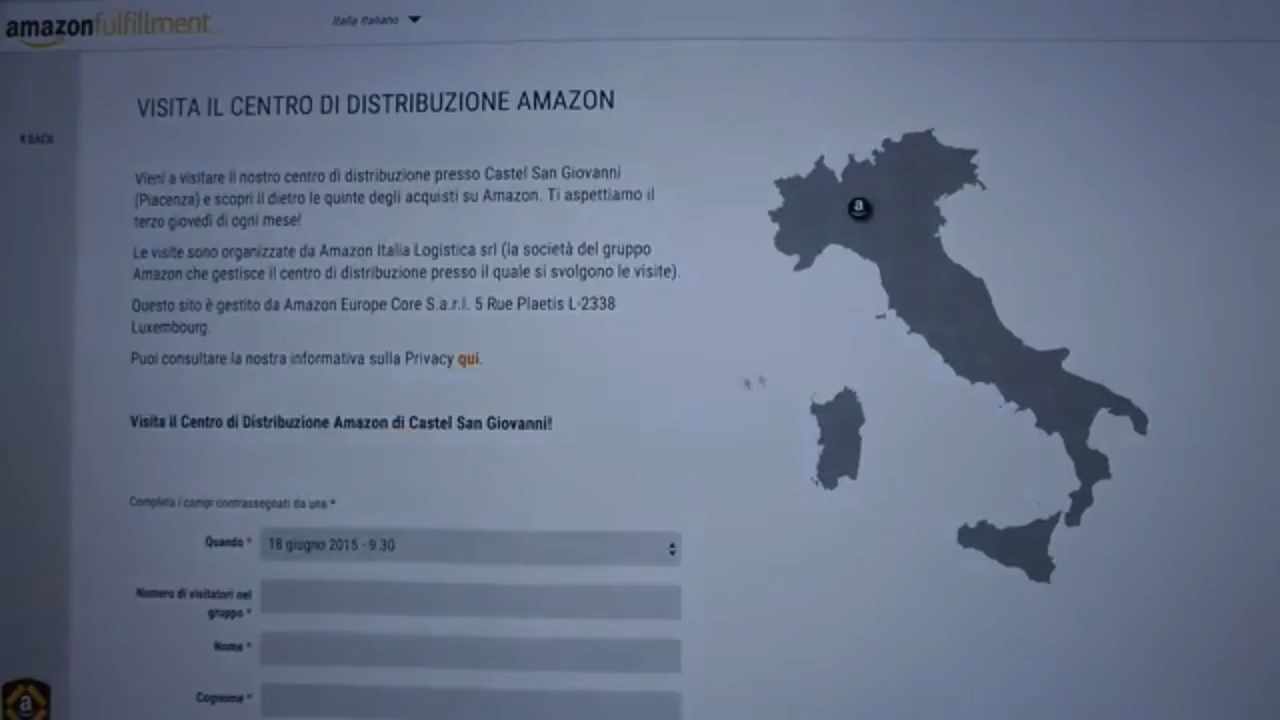 amazonfulfillment
Italia Italiano
BACK
VISITA IL CENTRO DI DISTRIBUZIONE AMAZON
Vieni a visitare il nostro centro di distribuzione presso Castel San Giovanni
(Piacenza) e scopri il dietro le quinte degli acquisti su Amazon. Ti aspettiamo il
terzo giovedì di ogni mese!
Le visite sono organizzate da Amazon Italia Logistica srl (la società del gruppo
Amazon che gestisce il centro di distribuzione presso il quale si svolgono le visite).
Questo sito è gestito da Amazon Europe Core S.a.r.l. 5 Rue Plaetis L-2338
Luxembourg.
Puoi consultare la nostra informativa sulla Privacy qui.
Visita il Centro di Distribuzione Amazon di Castel San Giovanni!
Completa i campi contrassegnati da una *
Quando *
18 giugno 2015 - 9.30
Numero di visitatori nel
gruppo *
Nome *
Cognome *
a
a